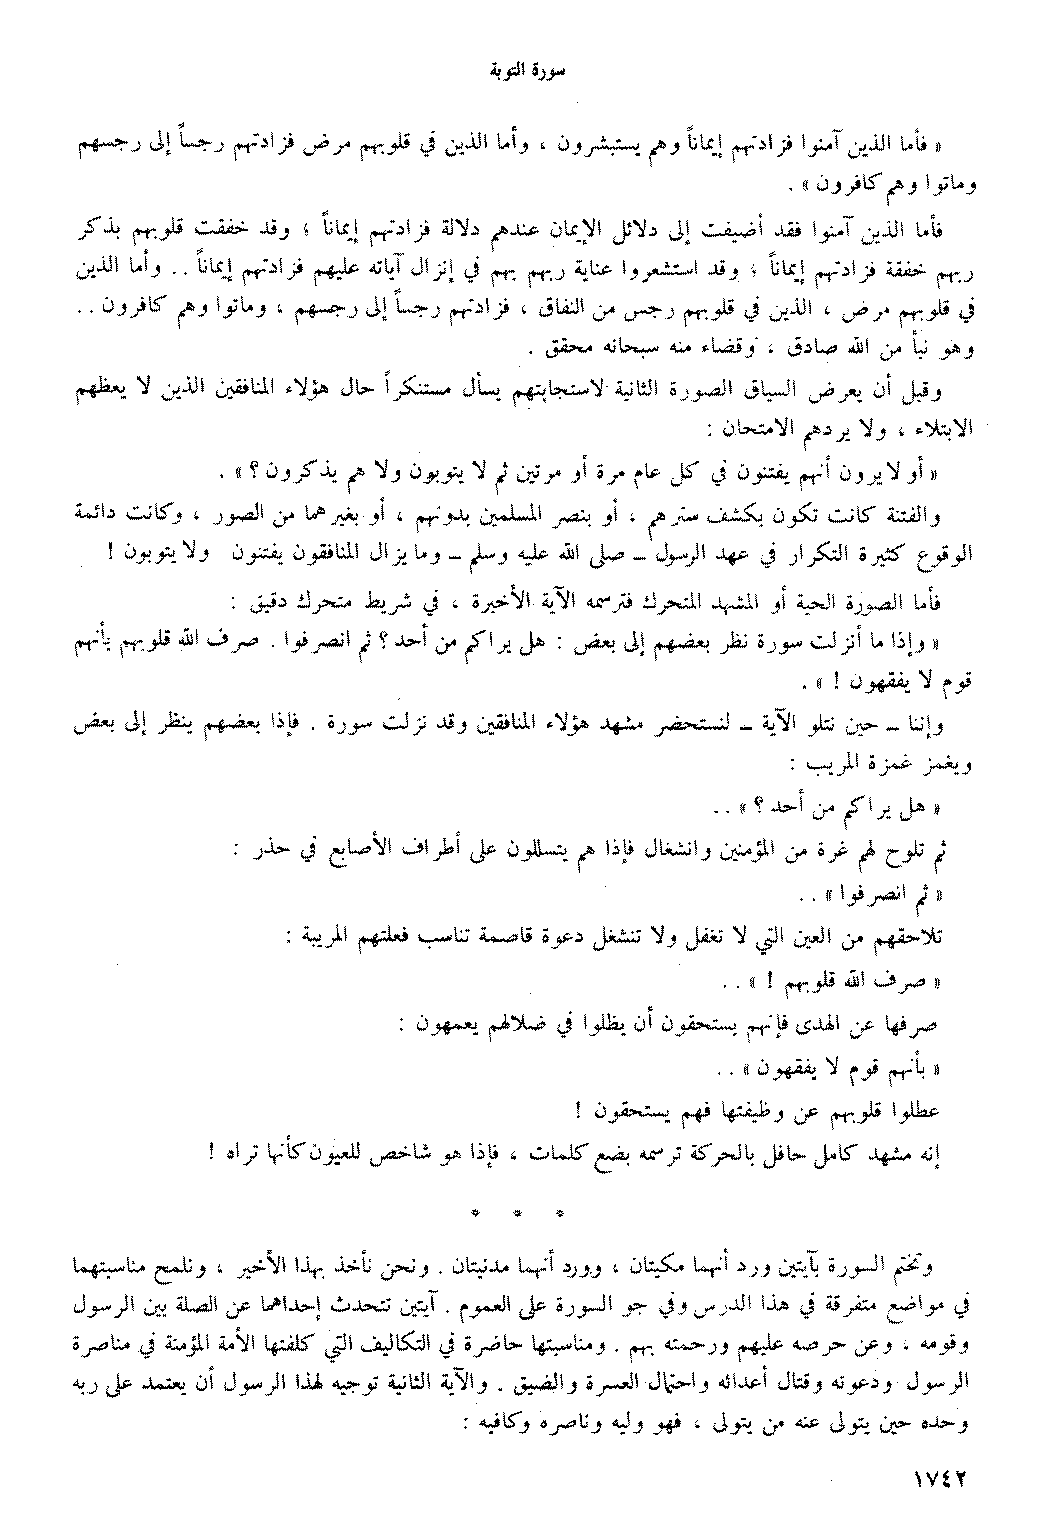 سورة التوبة
« فأما الذين آمنوا فزادتهم إيماناً وهم يستبشرون ، وأما الذين في قلوبهم مرض فزادتهم رجساً إلى رجسهم
وماتوا وهم كافرون » .
فأما الذين آمنوا فقد أضيفت إلى دلائل الإيمان عندهم دلالة فزادتهم إيماناً ؛ وقد خفقت قلوبهم بذكر
ربهم خفقة فزادتهم إيماناً ؛ وقد استشعروا عناية ربهم بهم في إنزال آياته عليهم فزادتهم إيماناً .. وأما الذين
في قلوبهم مرض ، الذين في قلوبهم رجس من النفاق ، فزادتهم رجساً إلى رجسهم ، وماتوا وهم كافرون ..
وهو نبأ من الله صادق ، وقضاء منه سبحانه محقق .
وقبل أن يعرض السياق الصورة الثانية لاستجابتهم يسأل مستنكراً حال هؤلاء المنافقين الذين لا يعظهم
الابتلاء ، ولا يردهم الامتحان :
« أو لا يرون أنهم يفتنون في كل عام مرة أو مرتين ثم لا يتوبون ولا هم يذكرون ؟ » .
والفتنة كانت تكون بكشف سترهم ، أو بنصر المسلمين بدونهم ، أو بغيرهما من الصور ، وكانت دائمة
الوقوع كثيرة التكرار في عهد الرسول – صلى الله عليه وسلم – وما يزال المنافقون يفتنون ولا يتوبون !
فأما الصورة الحية أو المشهد المتحرك فترسمه الآية الأخيرة ، في شريط متحرك دقيق :
« وإذا ما أنزلت سورة نظر بعضهم إلى بعض : هل يراكم من أحد ؟ ثم انصرفوا . صرف الله قلوبهم بأنهم
قوم لا يفقهون ! » .
وإننا – حين نتلو الآية – لنستحضر مشهد هؤلاء المنافقين وقد نزلت سورة . فإذا بعضهم ينظر إلى بعض
ويغمز غمزة المريب :
« هل يراكم من أحد ؟ » ..
ثم تلوح لهم غرة من المؤمنين وانشغال فإذا هم يتسللون على أطراف الأصابع في حذر :
« ثم انصرفوا » ..
تلاحقهم من العين التي لا تغفل ولا تنشغل دعوة قاصمة تناسب فعلتهم المريبة :
« صرف الله قلوبهم ! » ..
صرفها عن الهدى فإنهم يستحقون أن يظلوا في ضلالهم يعمهون :
« بأنهم قوم لا يفقهون » ..
عطلوا قلوبهم عن وظيفتها فهم يستحقون !
إنه مشهد كامل حافل بالحركة ترسمه بضع كلمات ، فإذا هو شاخص للعيون كأنها تراه !
* * *
وتختم السورة بآيتين ورد أنهما مكيتان ، وورد أنهما مدنيتان . ونحن نأخذ بهذا الأخير ، ونلمح مناسبتهما
في مواضع متفرقة في هذا الدرس وفي جو السورة على العموم . آيتين تتحدث إحداهما عن الصلة بين الرسول
وقومه ، وعن حرصه عليهم ورحمته بهم . ومناسبتها حاضرة في التكاليف التي كلفتها الأمة المؤمنة في مناصرة
الرسول ودعوته وقتال أعدائه واحتمال العسرة والضيق . والآية الثانية توجيه لهذا الرسول أن يعتمد على ربه
وحده حين يتولى عنه من يتولى ، فهو وليه وناصره وكافيه :
١٧٤٢